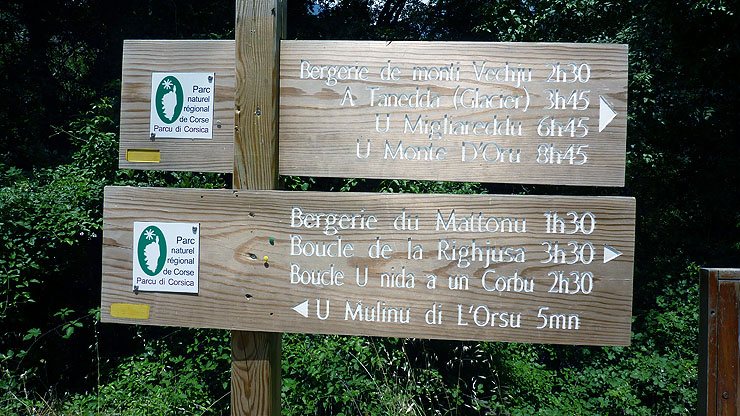 Parc
naturel
régional
de Corse
Parcu di Corsica
Bergerie de monti Vechju 2h30
A Tanedda (Glacier) 3h45
U Migliareddu 6h45
U Monte D'Oru 8h45
Parc
naturel
régional
de Corse
Parcu di Corsica
Bergerie du Mattonu 1h30
Boucle de la Righjusa 3h30
Boucle U nida a un Corbu 2h30
U Mulinu di L'Orsu 5mn